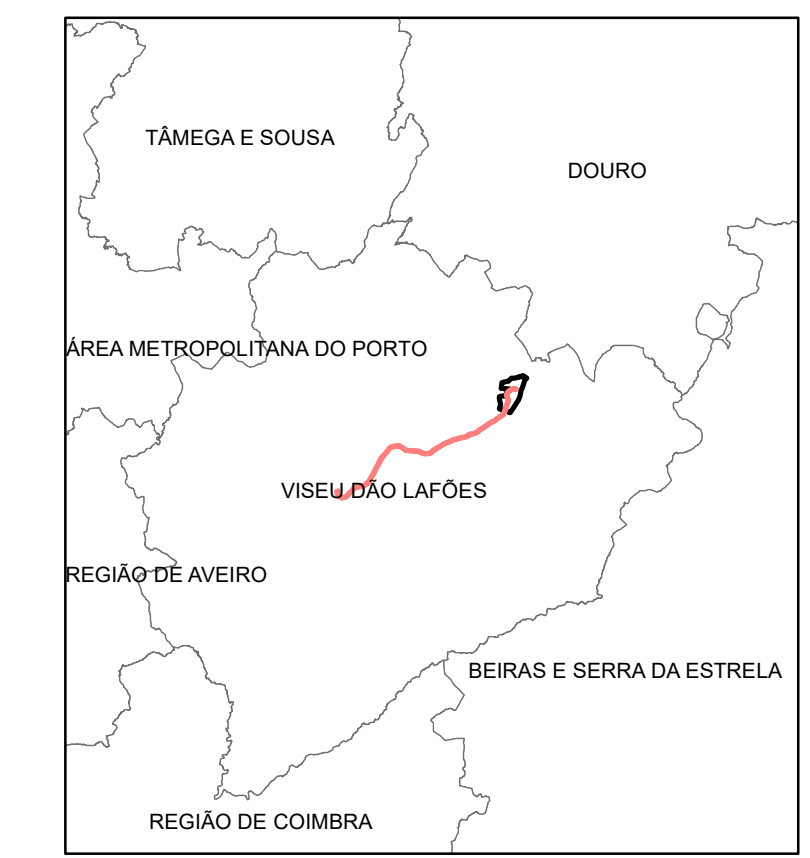 TÂMEGA E SOUSA
DOURO
ÁREA METROPOLITANA DO PORTO
VISEU DÃO LAFÕES
REGIÃO DE AVEIRO
BEIRAS E SERRA DA ESTRELA
REGIÃO DE COIMBRA